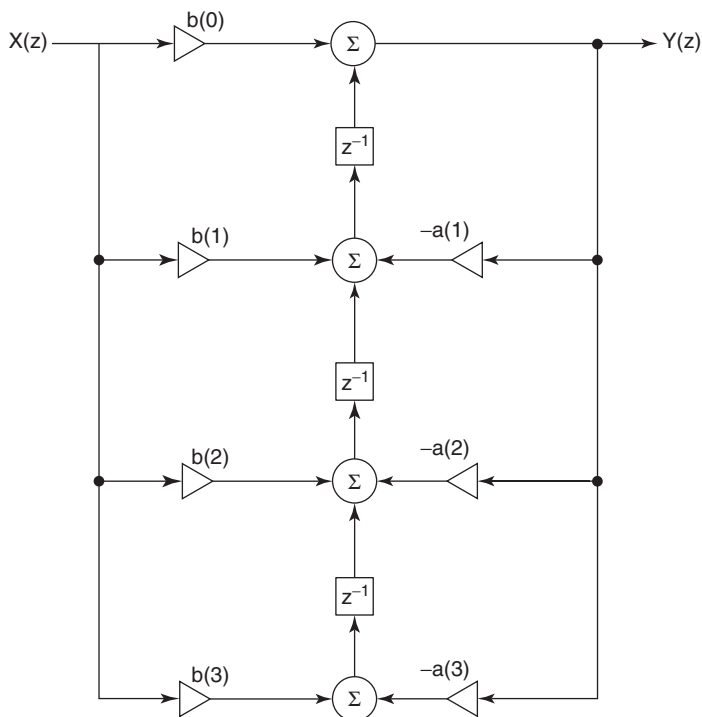 b(0)
X(z) Σ Y(z)
z⁻¹
b(1) −a(1)
Σ
z⁻¹
b(2) −a(2)
Σ
z⁻¹
b(3) −a(3)
Σ